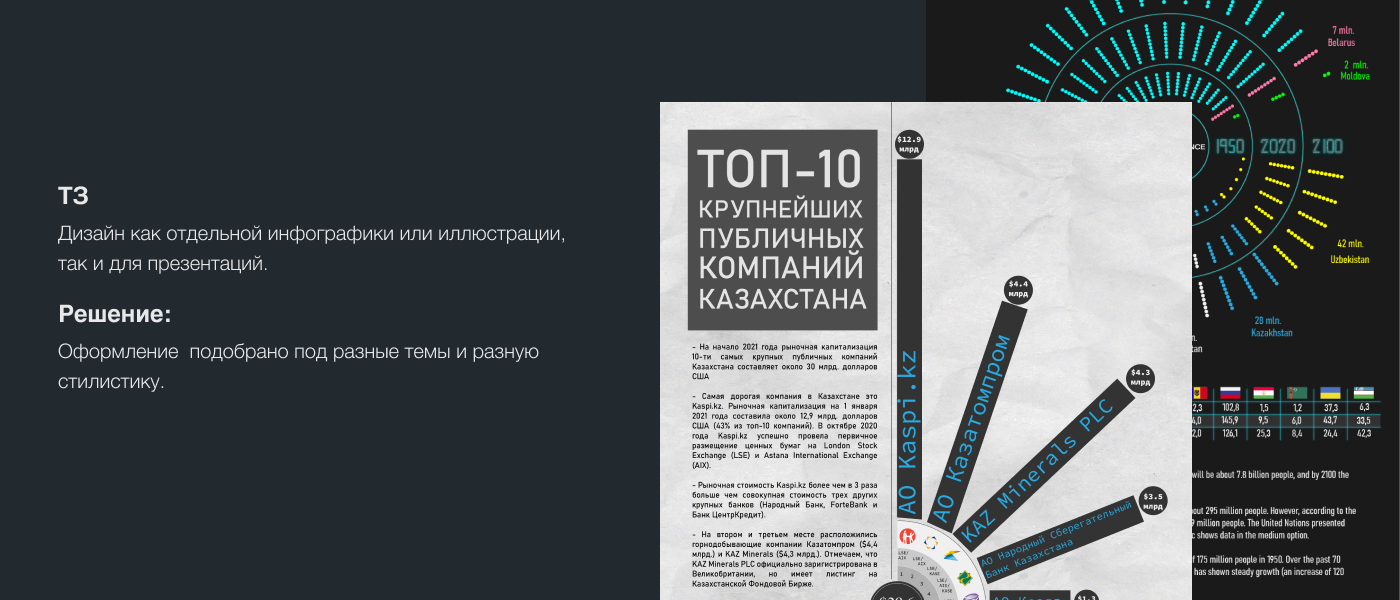 ТЗ
Дизайн как отдельной инфографики или иллюстрации,
так и для презентаций.
Решение:
Оформление подобрано под разные темы и разную
стилистику.
ТОП-10
КРУПНЕЙШИХ
ПУБЛИЧНЫХ
КОМПАНИЙ
КАЗАХСТАНА
- На начало 2021 года рыночная капитализация
10-ти самых крупных публичных компаний
Казахстана составляет около 30 млрд. долларов
США
- Самая дорогая компания в Казахстане это
Kaspi.kz. Рыночная капитализация на 1 января
2021 года составила около 12,9 млрд. долларов
США (43% из топ-10 компаний). В октябре 2020
года Kaspi.kz успешно провела первичное
размещение ценных бумаг на London Stock
Exchange (LSE) и Astana International Exchange
(AIX).
- Рыночная стоимость Kaspi.kz более чем в 3 раза
больше чем совокупная стоимость трех других
крупных банков (Народный Банк, ForteBank и
Банк ЦентрКредит).
- На втором и третьем месте расположились
горнодобывающие компании Казатомпром ($4,4
млрд.) и KAZ Minerals ($4,3 млрд.). Отмечаем, что
KAZ Minerals PLC официально заригистрирована в
Великобритании, но имеет листинг на
Казахстанской Фондовой Бирже.
$12.9
млрд
АО Kaspi.kz
$4.4
млрд
АО Казатомпром
$4.3
млрд
KAZ Minerals PLC
$3.5
млрд
АО Народный Сберегательный
Банк Казахстана
$1.3
7 mln.
Belarus
2 mln.
Moldova
NCE
1950 2020 2100
42 mln.
Uzbekistan
28 mln.
Kazakhstan
n.
tan
2,3 102,8 1,5 1,2 37,3 6,3
4,0 145,9 9,5 6,0 43,7 33,5
2,0 126,1 25,3 8,4 24,4 42,3
will be about 7.8 billion people, and by 2100 the
out 295 million people. However, according to the
9 million people. The United Nations presented
c shows data in the medium option.
f 175 million people in 1950. Over the past 70
has shown steady growth (an increase of 120